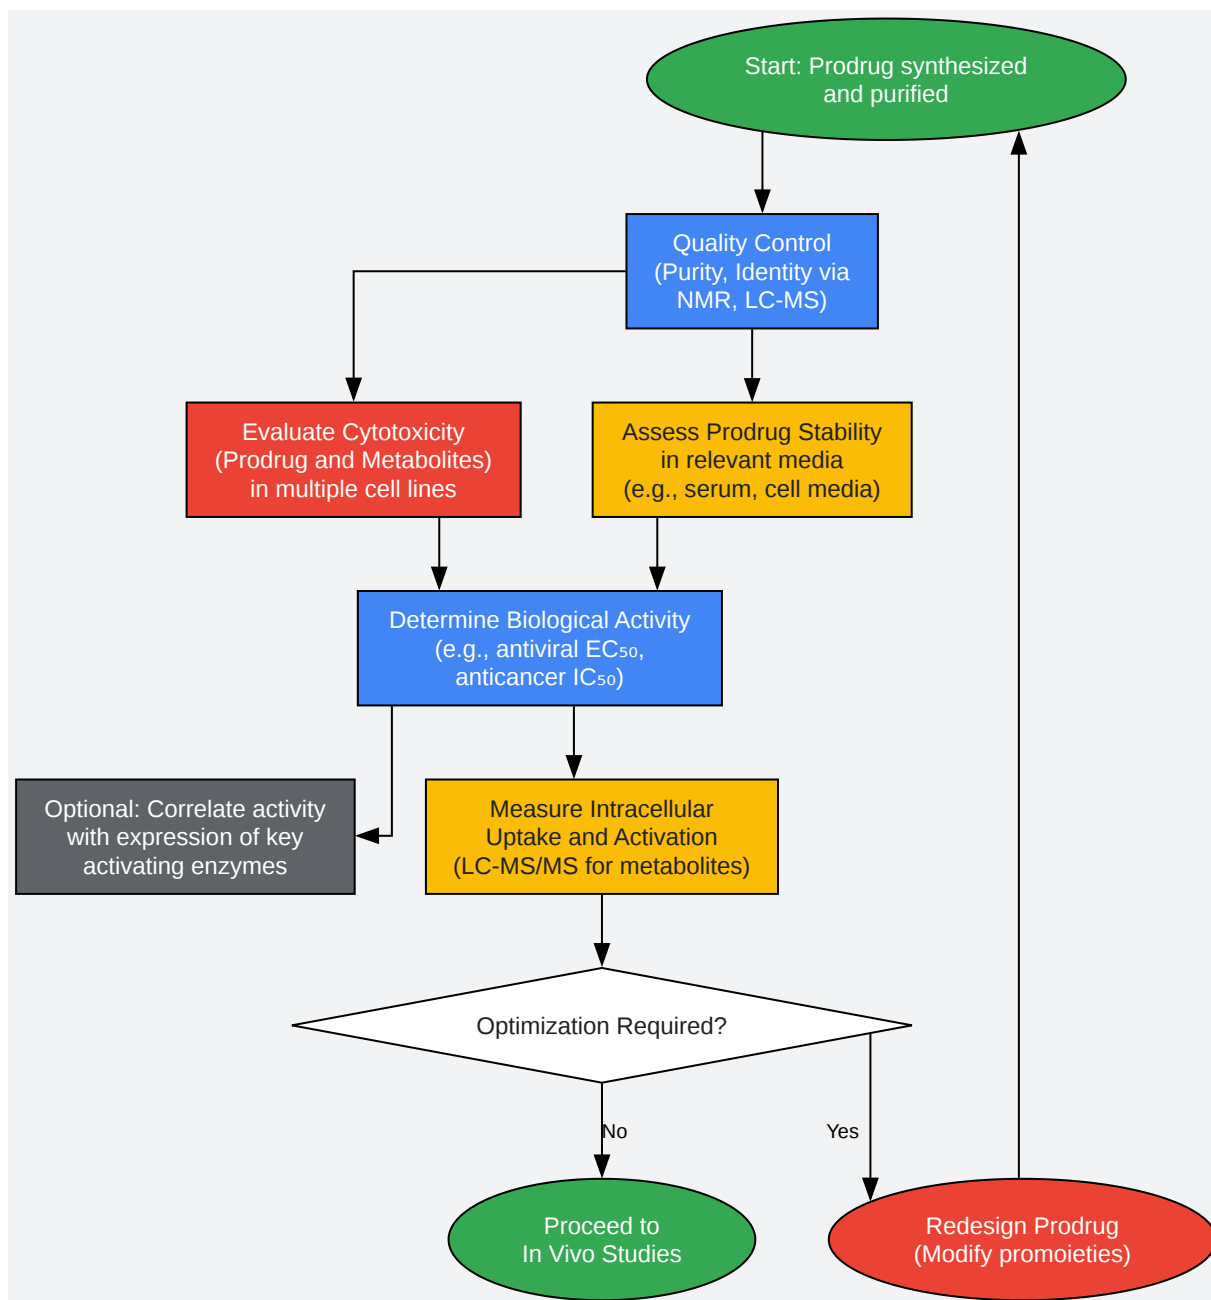 Start: Prodrug synthesized
and purified
Quality Control
(Purity, Identity via
NMR, LC-MS)
Evaluate Cytotoxicity
(Prodrug and Metabolites)
in multiple cell lines
Assess Prodrug Stability
in relevant media
(e.g., serum, cell media)
Determine Biological Activity
(e.g., antiviral EC₅₀,
anticancer IC₅₀)
Optional: Correlate activity
with expression of key
activating enzymes
Measure Intracellular
Uptake and Activation
(LC-MS/MS for metabolites)
Optimization Required?
No
Yes
Proceed to
In Vivo Studies
Redesign Prodrug
(Modify promoieties)